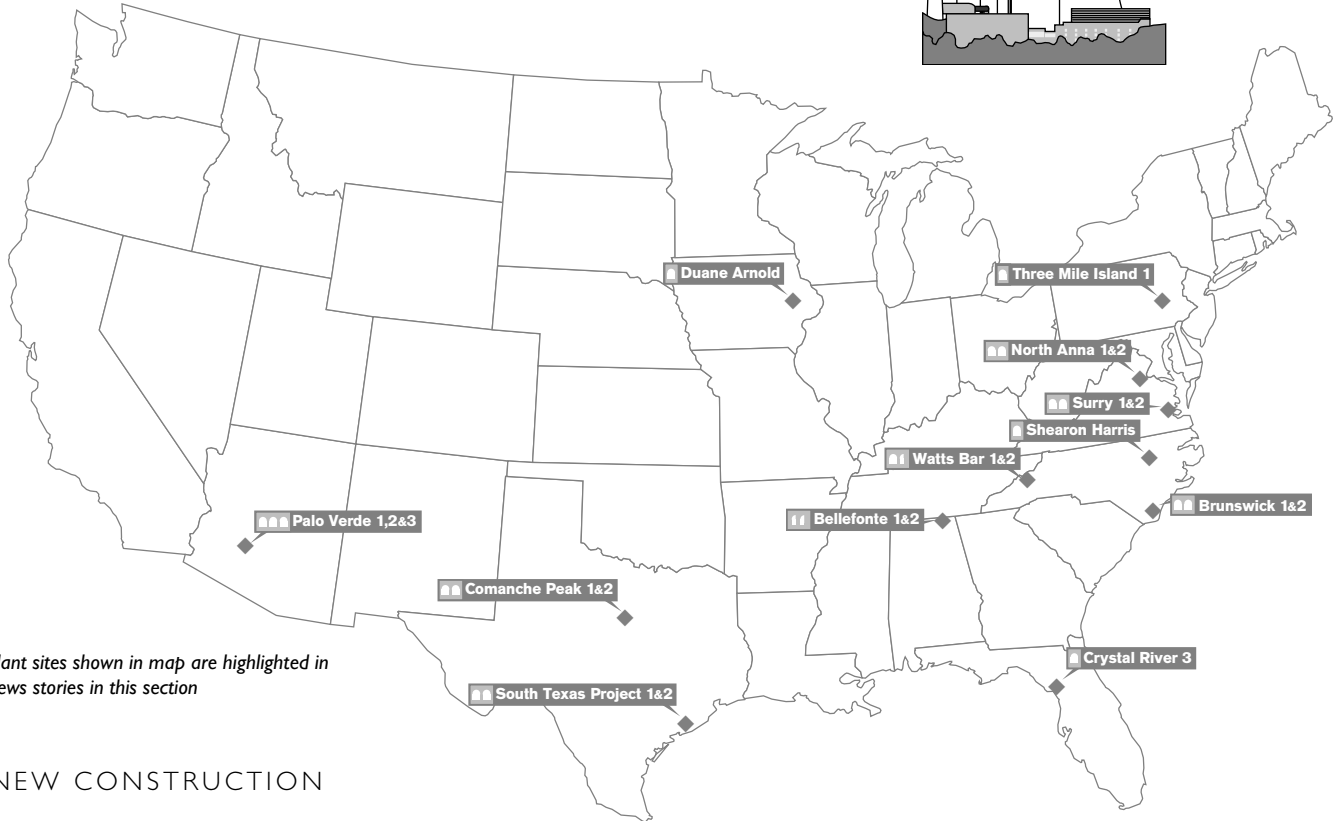 Duane Arnold
Three Mile Island 1
North Anna 1&2
Surry 1&2
Shearon Harris
Watts Bar 1&2
Brunswick 1&2
Bellefonte 1&2
Palo Verde 1,2&3
Comanche Peak 1&2
Crystal River 3
South Texas Project 1&2
lant sites shown in map are highlighted in
ews stories in this section
NEW CONSTRUCTION